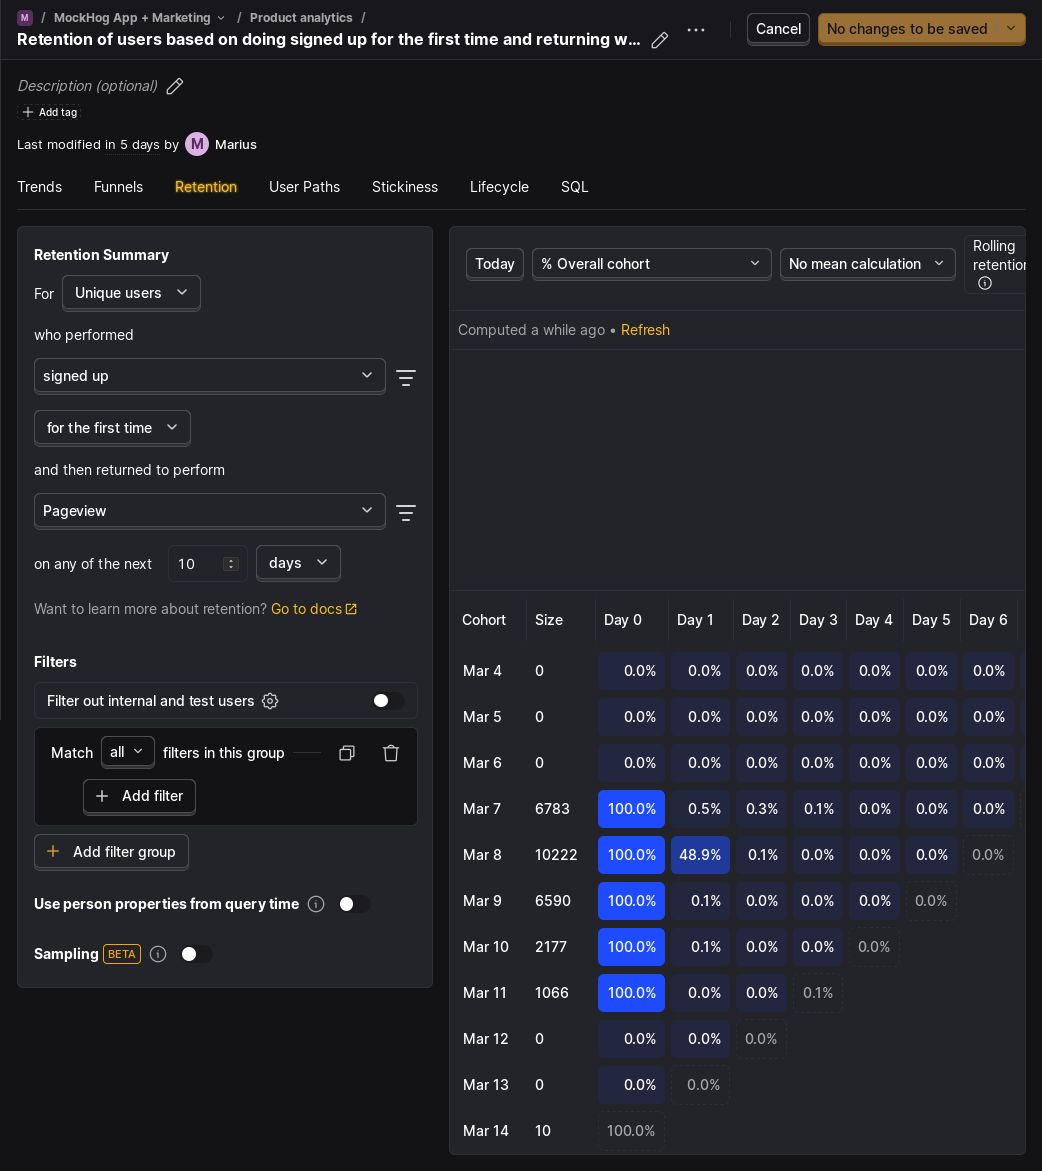 M / MockHog App + Marketing / Product analytics /
Retention of users based on doing signed up for the first time and returning w...
Cancel
No changes to be saved
Description (optional)
+ Add tag
Last modified in 5 days by M Marius
Trends Funnels Retention User Paths Stickiness Lifecycle SQL
Retention Summary
For Unique users
who performed
signed up
for the first time
and then returned to perform
Pageview
on any of the next 10 days
Want to learn more about retention? Go to docs
Filters
Filter out internal and test users
Match all filters in this group
+ Add filter
+ Add filter group
Use person properties from query time
Sampling BETA
Today % Overall cohort No mean calculation
Rolling
retention
Computed a while ago • Refresh
Cohort Size Day 0 Day 1 Day 2 Day 3 Day 4 Day 5 Day 6
Mar 4 0 0.0% 0.0% 0.0% 0.0% 0.0% 0.0% 0.0%
Mar 5 0 0.0% 0.0% 0.0% 0.0% 0.0% 0.0% 0.0%
Mar 6 0 0.0% 0.0% 0.0% 0.0% 0.0% 0.0% 0.0%
Mar 7 6783 100.0% 0.5% 0.3% 0.1% 0.0% 0.0% 0.0%
Mar 8 10222 100.0% 48.9% 0.1% 0.0% 0.0% 0.0% 0.0%
Mar 9 6590 100.0% 0.1% 0.0% 0.0% 0.0% 0.0%
Mar 10 2177 100.0% 0.1% 0.0% 0.0% 0.0%
Mar 11 1066 100.0% 0.0% 0.0% 0.1%
Mar 12 0 0.0% 0.0% 0.0%
Mar 13 0 0.0% 0.0%
Mar 14 10 100.0%